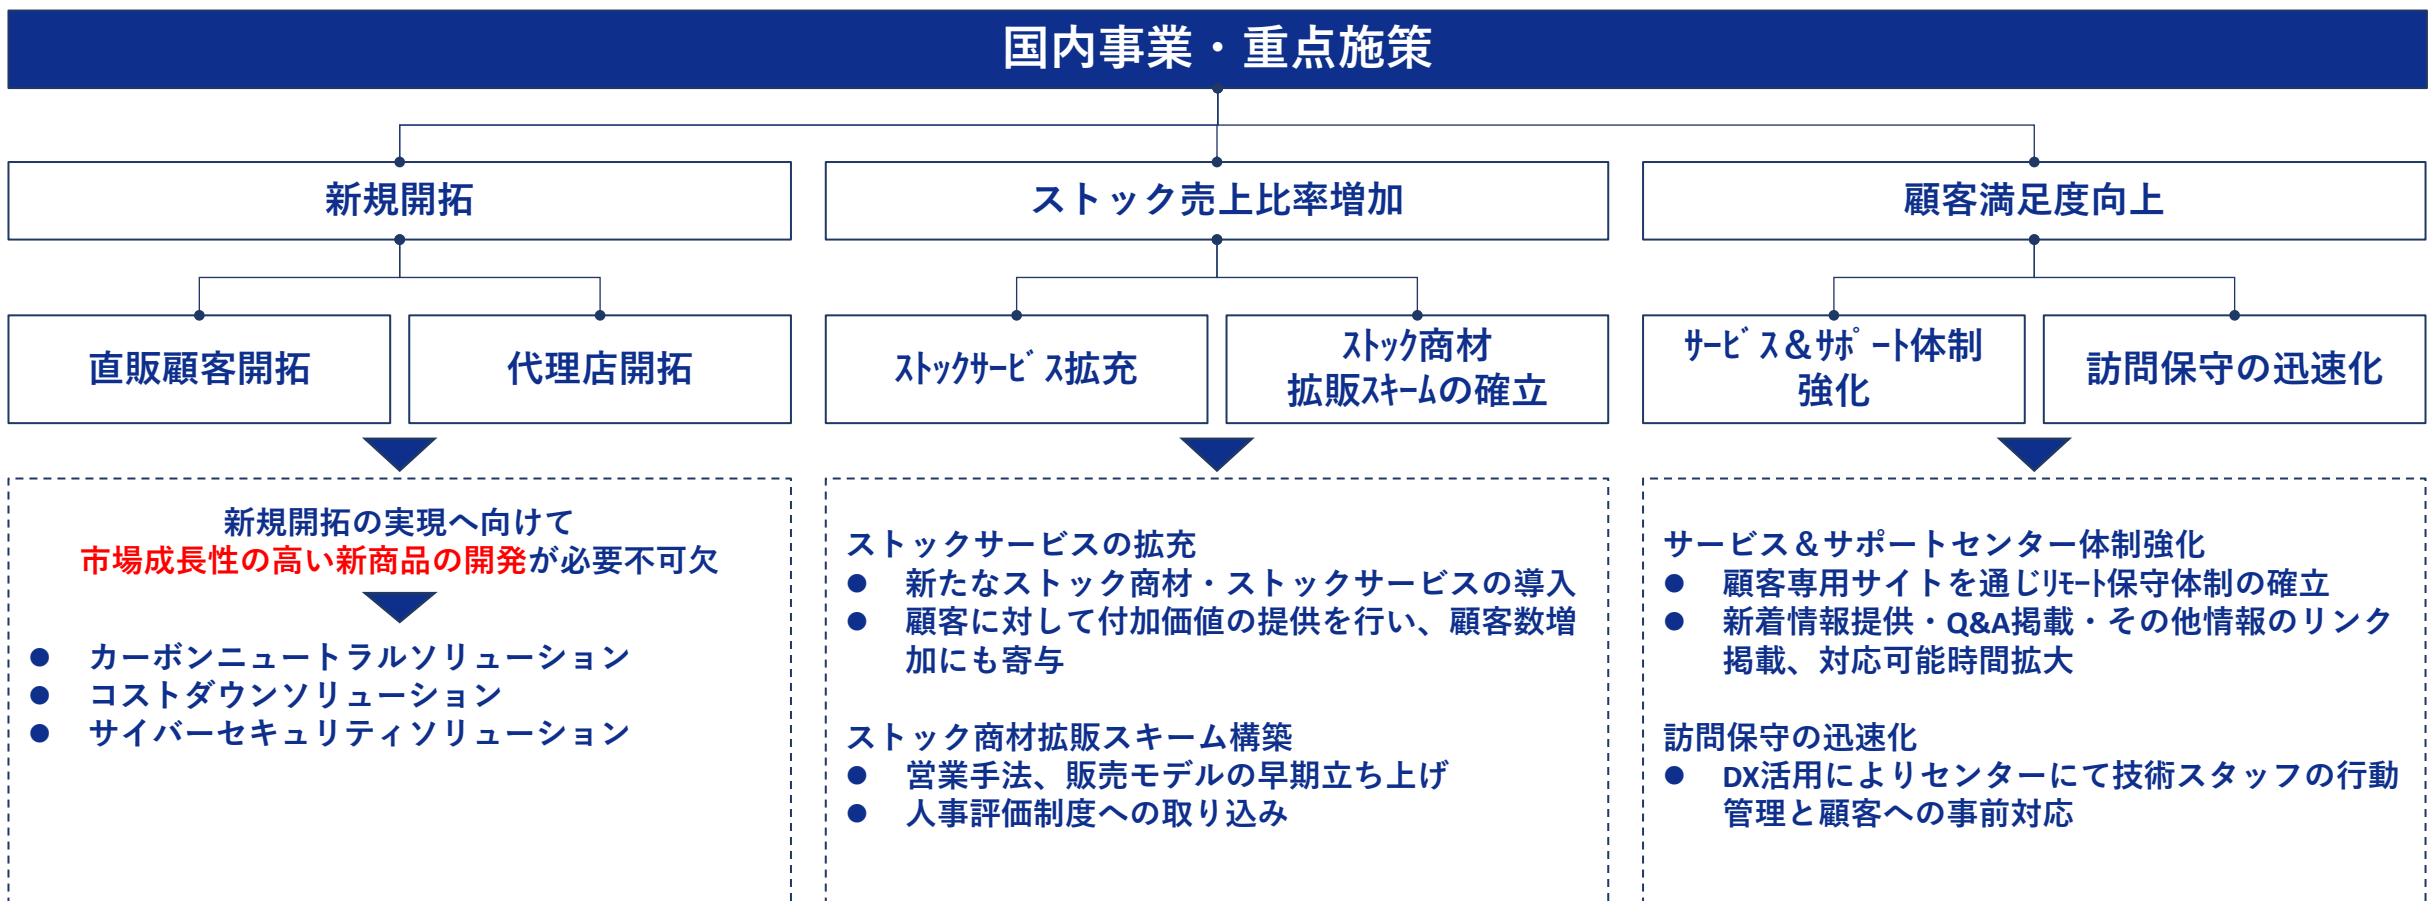 国内事業・重点施策
新規開拓
ストック売上比率増加
顧客満足度向上
直販顧客開拓
代理店開拓
ｽﾄｯｸｻｰﾋﾞｽ拡充
ｽﾄｯｸ商材
拡販ｽｷｰﾑの確立
ｻｰﾋﾞｽ＆ｻﾎﾟｰﾄ体制
強化
訪問保守の迅速化
新規開拓の実現へ向けて
市場成長性の高い新商品の開発が必要不可欠
● カーボンニュートラルソリューション
● コストダウンソリューション
● サイバーセキュリティソリューション
ストックサービスの拡充
● 新たなストック商材・ストックサービスの導入
● 顧客に対して付加価値の提供を行い、顧客数増
加にも寄与
ストック商材拡販スキーム構築
● 営業手法、販売モデルの早期立ち上げ
● 人事評価制度への取り込み
サービス＆サポートセンター体制強化
● 顧客専用サイトを通じﾘﾓｰﾄ保守体制の確立
● 新着情報提供・Q&A掲載・その他情報のリンク
掲載、対応可能時間拡大
訪問保守の迅速化
● DX活用によりセンターにて技術スタッフの行動
管理と顧客への事前対応